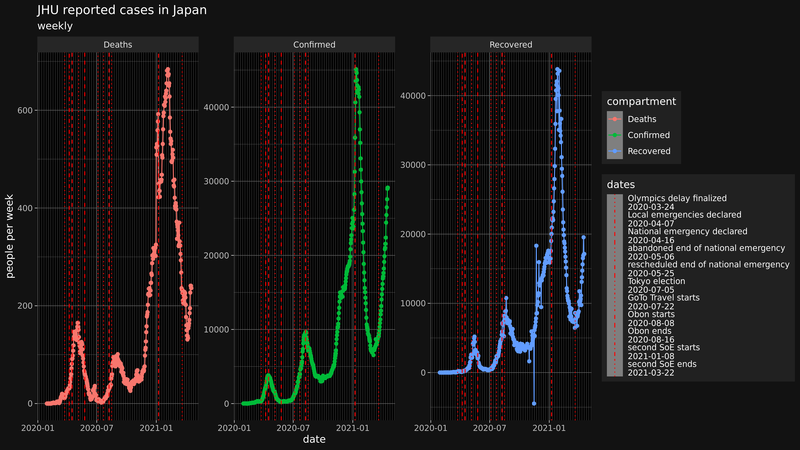 JHU reported cases in Japan
weekly
Deaths
Confirmed
Recovered
people per week
600
400
200
0
40000
30000
20000
10000
0
40000
30000
20000
10000
0
2020-01
2020-07
2021-01
2020-01
2020-07
2021-01
2020-01
2020-07
2021-01
date
compartment
Deaths
Confirmed
Recovered
dates
Olympics delay finalized
2020-03-24
Local emergencies declared
2020-04-07
National emergency declared
2020-04-16
abandoned end of national emergency
2020-05-06
rescheduled end of national emergency
2020-05-25
Tokyo election
2020-07-05
GoTo Travel starts
2020-07-22
Obon starts
2020-08-08
Obon ends
2020-08-16
second SoE starts
2021-01-08
second SoE ends
2021-03-22